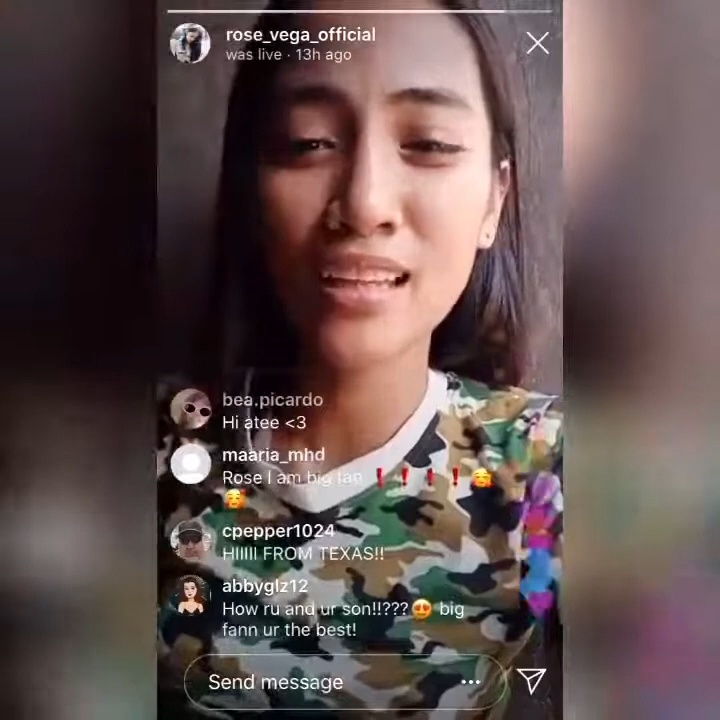 rose_vega_official
was live · 13h ago
bea.picardo
Hi atee <3
maaria_mhd
Rose I am big fan ❗❗❗❗🥰
🥰
cpepper1024
HIIIII FROM TEXAS!!
abbyglz12
How ru and ur son!!???😍 big
fann ur the best!
Send message